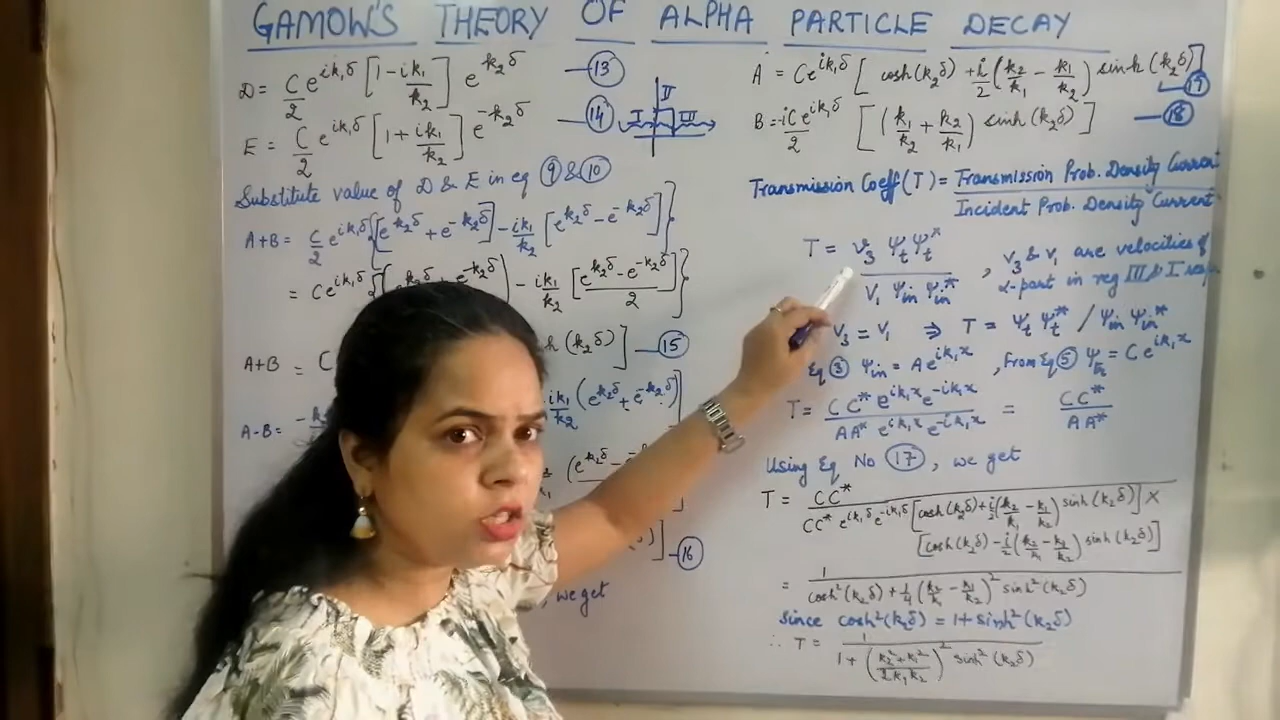 GAMOW'S THEORY OF ALPHA PARTICLE DECAY
D = C/2 e^{ik₁δ} [1 - ik₁/k₂] e^{-k₂δ} —(13)
E = C/2 e^{ik₁δ} [1 + ik₁/k₂] e^{-k₂δ} —(14)
I II III
Substitute value of D & E in eq (9) & (10)
A+B = C/2 e^{ik₁δ} {[e^{k₂δ} + e^{-k₂δ}] - ik₁/k₂ [e^{k₂δ} - e^{-k₂δ}]}
= C e^{ik₁δ} {( e^{-k₂δ}) - ik₁/k₂ [e^{k₂δ} - e^{-k₂δ}]/2}
A+B = C h(k₂δ)] —(15)
A-B = ik₁/k₂ (e^{k₂δ} + e^{-k₂δ})]
(e^{k₂δ} - e
)] —(16)
, we get
A = Ce^{ik₁δ} [cosh(k₂δ) + i/2 (k₂/k₁ - k₁/k₂) sinh(k₂δ)] —(17)
B = -iCe^{ik₁δ}/2 [(k₁/k₂ + k₂/k₁) sinh(k₂δ)] —(18)
Transmission Coeff(T) = Transmission Prob. Density Current / Incident Prob. Density Current
T = v₃ ψt ψt* / v₁ ψin ψin* , v₃ & v₁ are velocities of
α-part in reg III & I
v₃ = v₁ ⇒ T = ψt ψt* / ψin ψin*
Eq (3) ψin = Ae^{ik₁x} , From Eq (5) ψ = Ce^{ik₁x}
T = CC* e^{ik₁x} e^{-ik₁x} / AA* e^{ik₁x} e^{-ik₁x} = CC* / AA*
Using Eq No (17), we get
T = CC* / CC* e^{ik₁δ} e^{-ik₁δ} [cosh(k₂δ) + i/2 (k₂/k₁ - k₁/k₂) sinh(k₂δ)] ×
[cosh(k₂δ) - i/2 (k₂/k₁ - k₁/k₂) sinh(k₂δ)]
= 1 / cosh²(k₂δ) + 1/4 (k₂/k₁ - k₁/k₂)² sinh²(k₂δ)
Since cosh²(k₂δ) = 1 + sinh²(k₂δ)
∴ T = 1 / 1 + (k₂² + k₁² / 2k₁k₂)² sinh²(k₂δ)